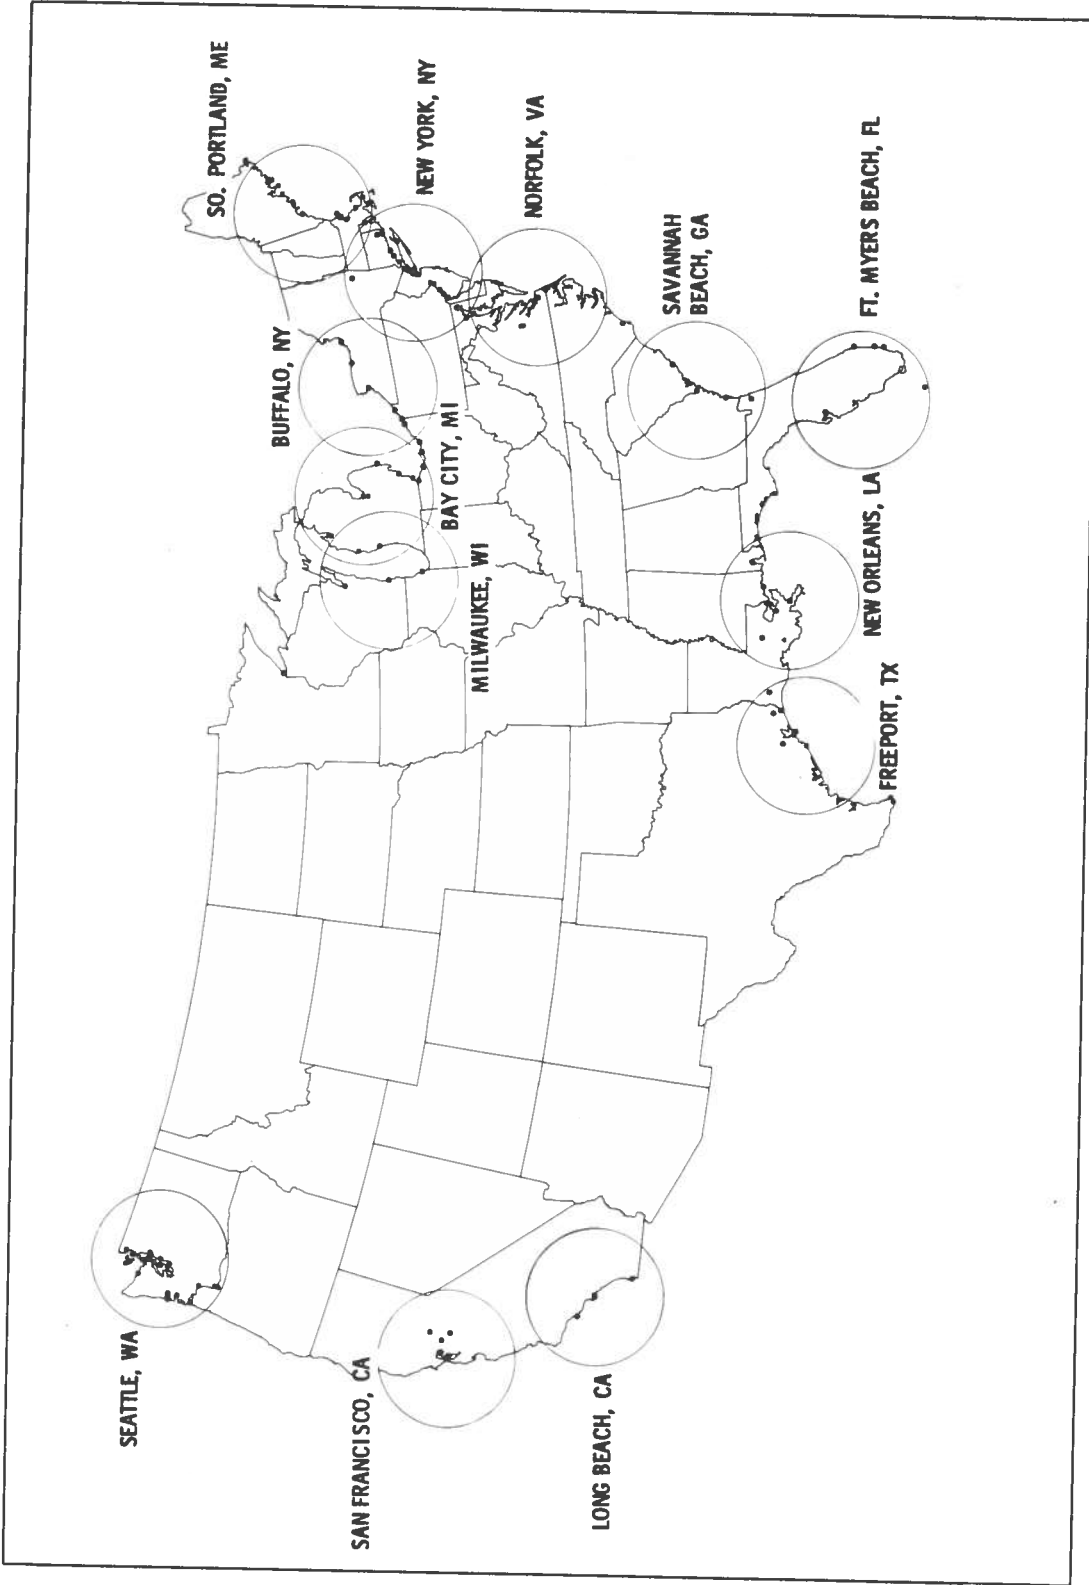 SEATTLE, WA
SAN FRANCISCO, CA
LONG BEACH, CA
MILWAUKEE, WI
BAY CITY, MI
BUFFALO, NY
SO. PORTLAND, ME
NEW YORK, NY
NORFOLK, VA
SAVANNAH
BEACH, GA
FT. MYERS BEACH, FL
NEW ORLEANS, LA
FREEPORT, TX